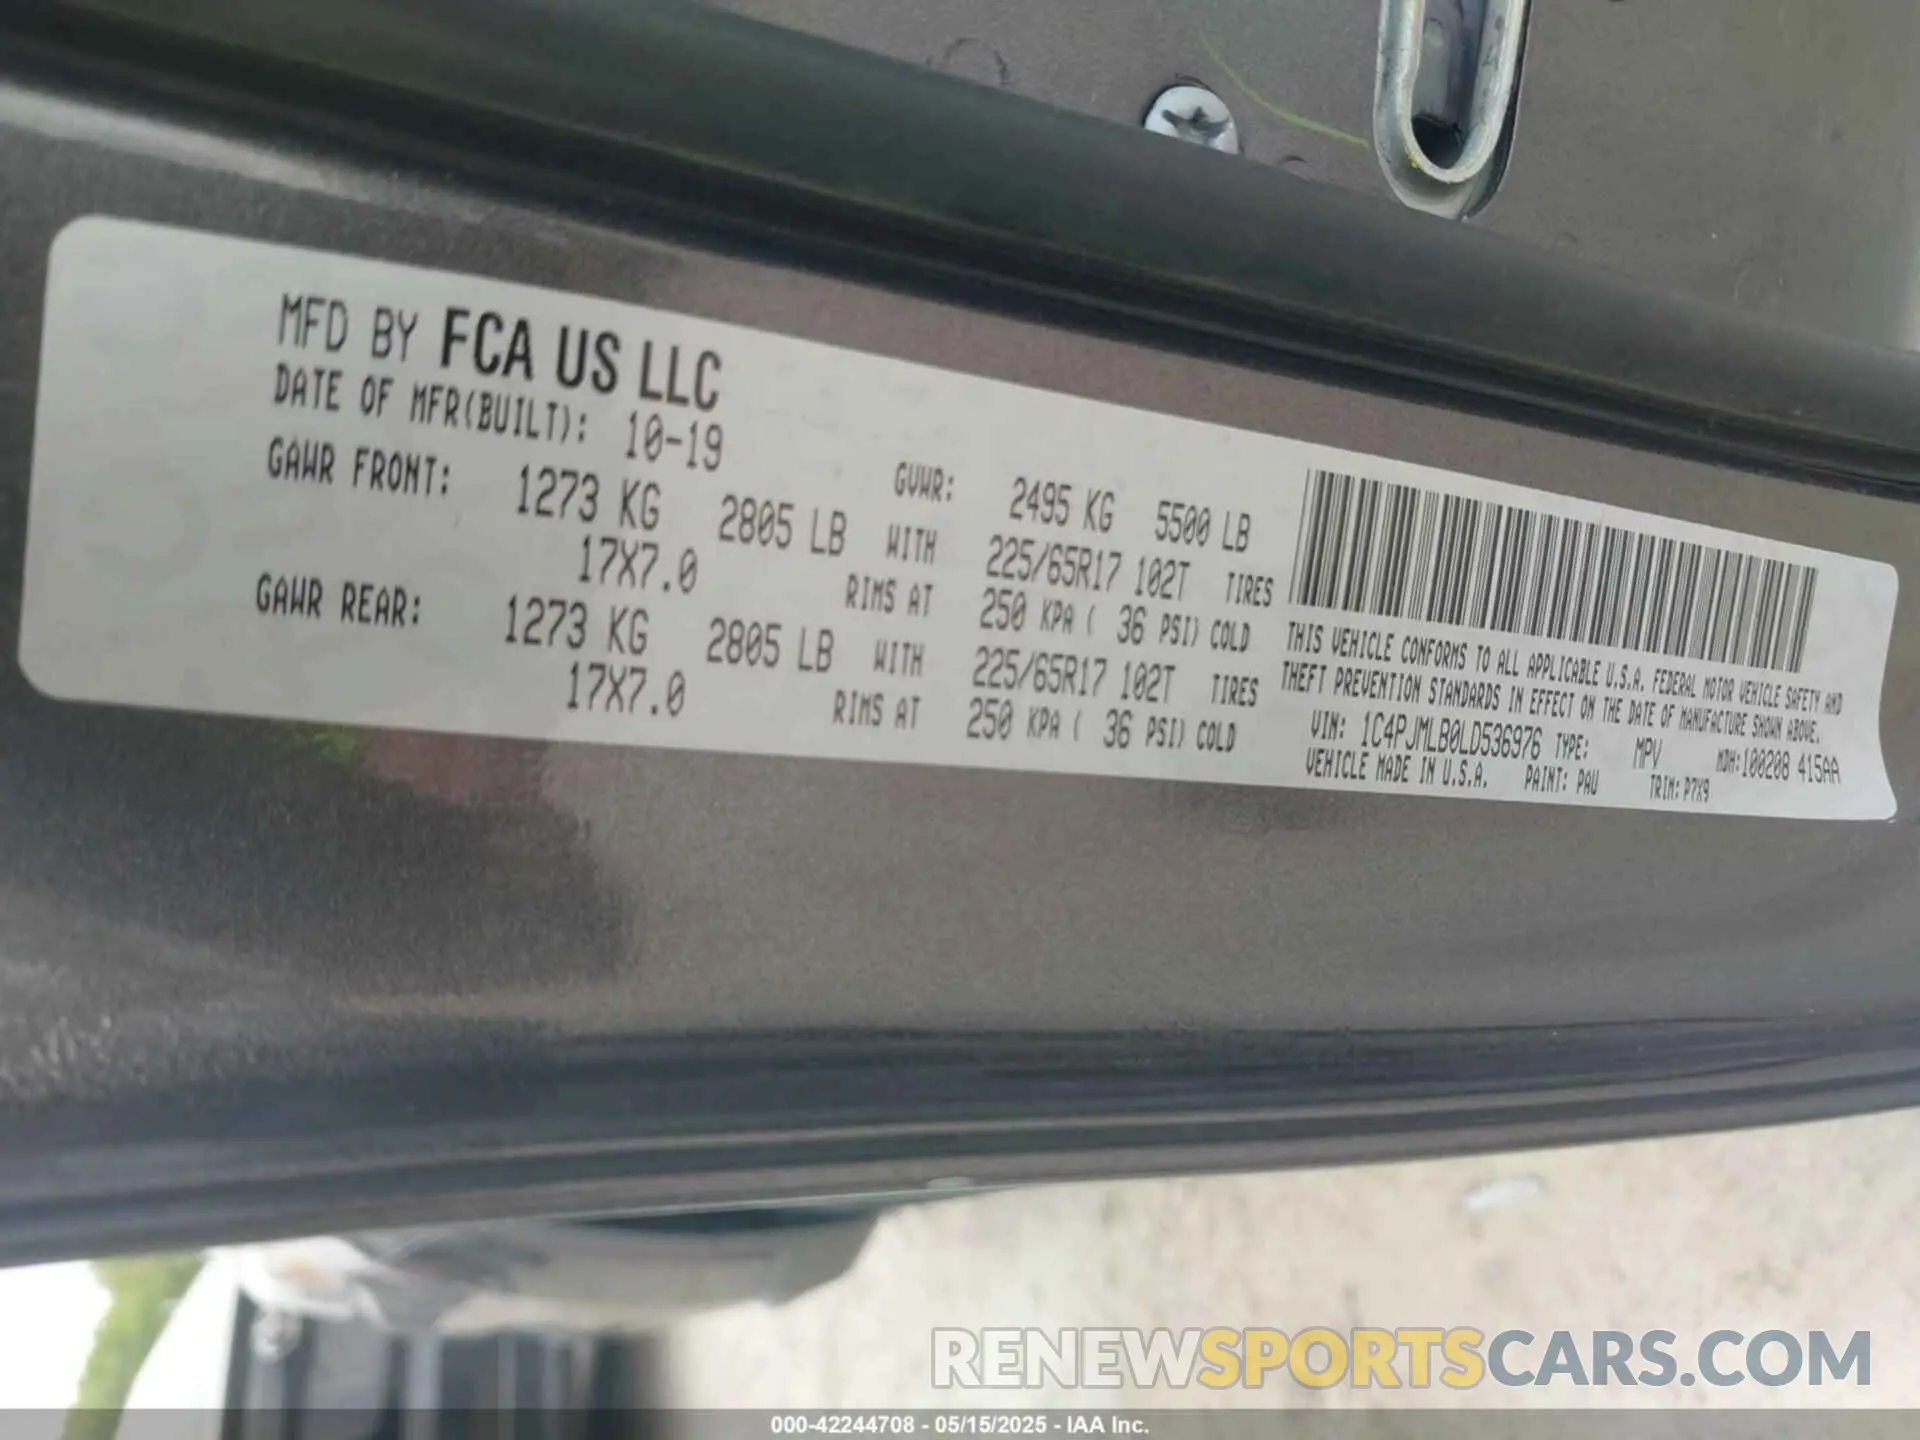 MFD BY FCA US LLC
DATE OF MFR(BUILT): 10-19
GVWR: 2495 KG 5500 LB
GAWR FRONT: 1273 KG 2805 LB WITH 225/65R17 102T TIRES
17X7.0 RIMS AT 250 KPA ( 36 PSI) COLD
GAWR REAR: 1273 KG 2805 LB WITH 225/65R17 102T TIRES
17X7.0 RIMS AT 250 KPA ( 36 PSI) COLD
THIS VEHICLE CONFORMS TO ALL APPLICABLE U.S.A. FEDERAL MOTOR VEHICLE SAFETY AND
THEFT PREVENTION STANDARDS IN EFFECT ON THE DATE OF MANUFACTURE SHOWN ABOVE.
VIN: 1C4PJMLB0LD536976 TYPE: MPV MDH:100208 415AA
VEHICLE MADE IN U.S.A. PAINT: PAU TRIM: P7X9
RENEWSPORTSCARS.COM
000-42244708 - 05/15/2025 - IAA Inc.